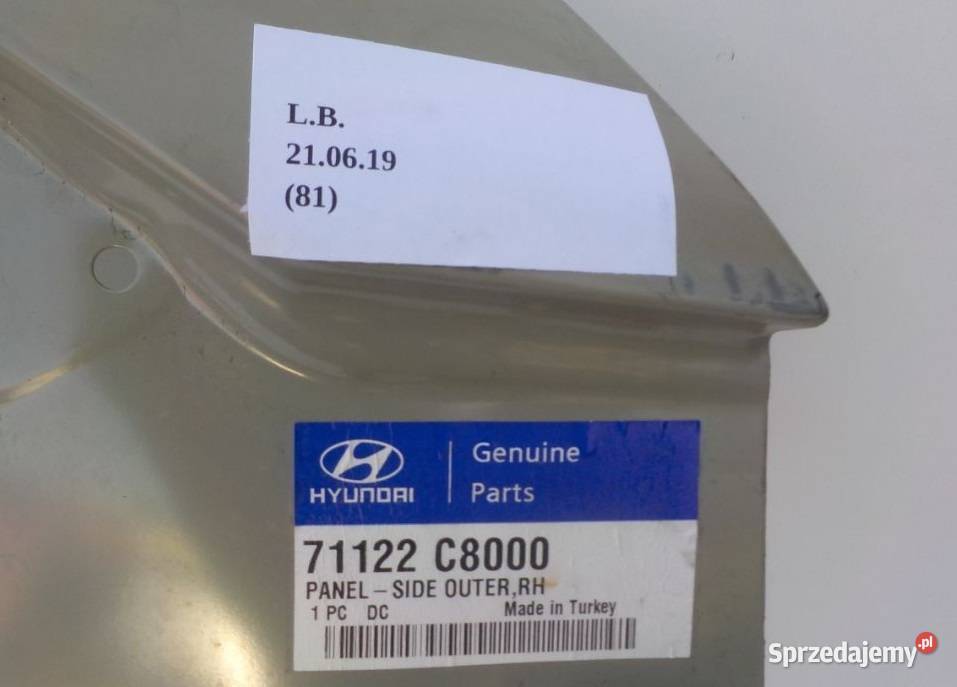 L.B.
21.06.19
(81)
HYUNDAI
Genuine
Parts
71122 C8000
PANEL-SIDE OUTER,RH
1 PC DC Made in Turkey
Sprzedajemy.pl